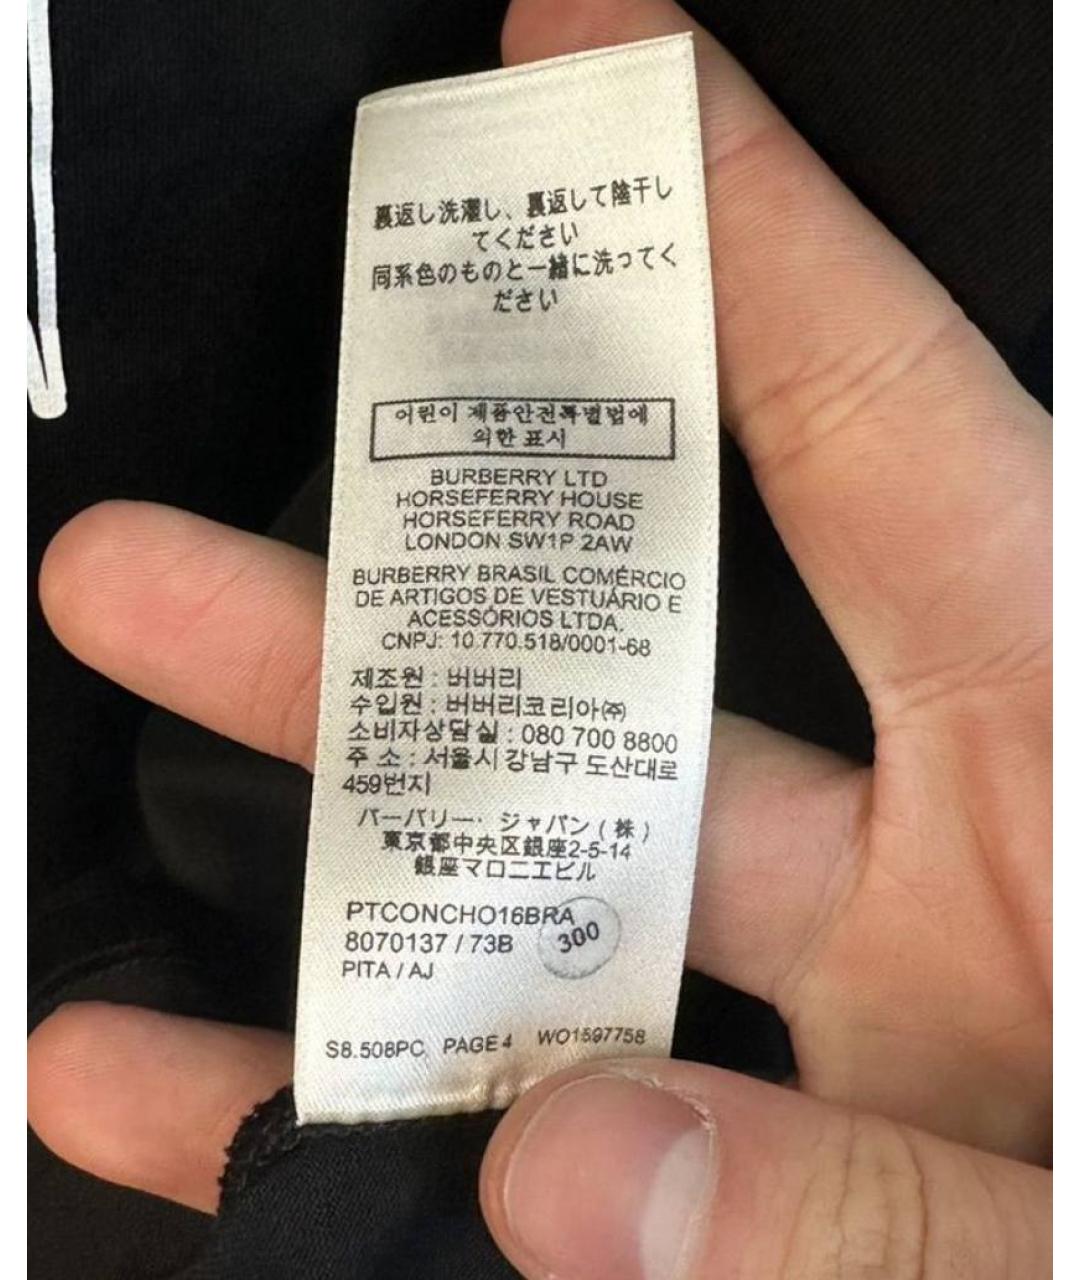 裏返し洗濯し、裏返して陰干し
てください
同系色のものと一緒に洗ってく
ださい
어린이 제품안전특별법에
의한 표시
BURBERRY LTD
HORSEFERRY HOUSE
HORSEFERRY ROAD
LONDON SW1P 2AW
BURBERRY BRASIL COMÉRCIO
DE ARTIGOS DE VESTUÁRIO E
ACESSÓRIOS LTDA.
CNPJ: 10.770.518/0001-68
제조원 : 버버리
수입원 : 버버리코리아㈜
소비자상담실 : 080 700 8800
주 소 : 서울시 강남구 도산대로
459번지
バーバリー・ジャパン(株)
東京都中央区銀座2-5-14
銀座マロニエビル
PTCONCHO16BRA
8070137 / 73B
300
PITA / AJ
S8.508PC PAGE 4 WO1597758